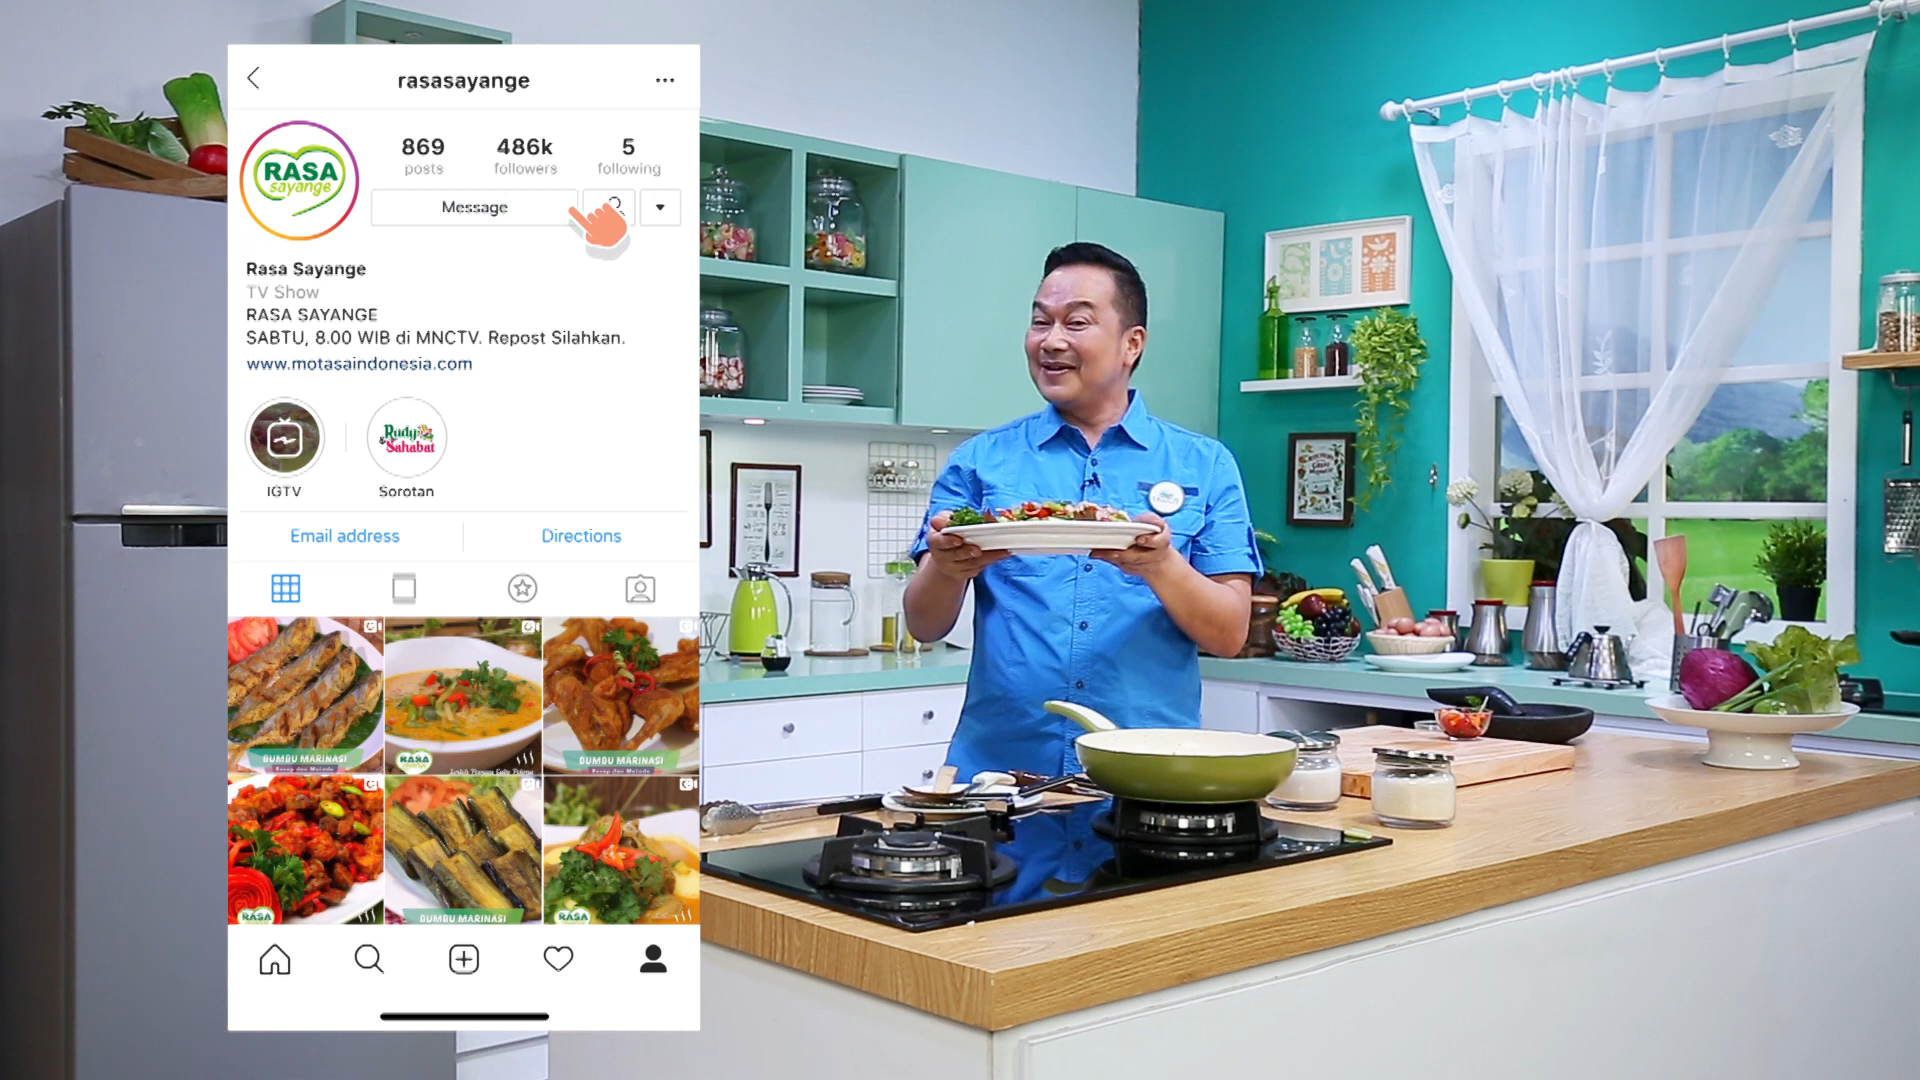 rasasayange
RASA
sayange
869
486k
5
posts
followers
following
Message
Rasa Sayange
TV Show
RASA SAYANGE
SABTU, 8.00 WIB di MNCTV. Repost Silahkan.
www.motasaindonesia.com
Rudy
& Sahabat
IGTV
Sorotan
Email address
Directions
BUMBU MARINASI
BUMBU MARINASI
RASA
BUMBU MARINASI
RASA